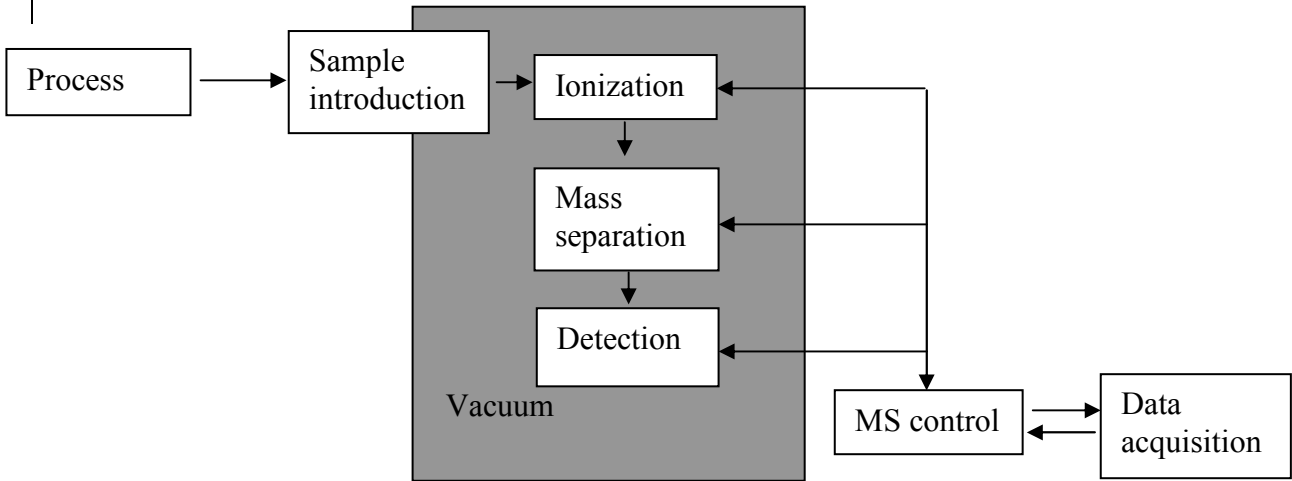 Process
Sample
introduction
Ionization
Mass
separation
Detection
Vacuum
MS control
Data
acquisition